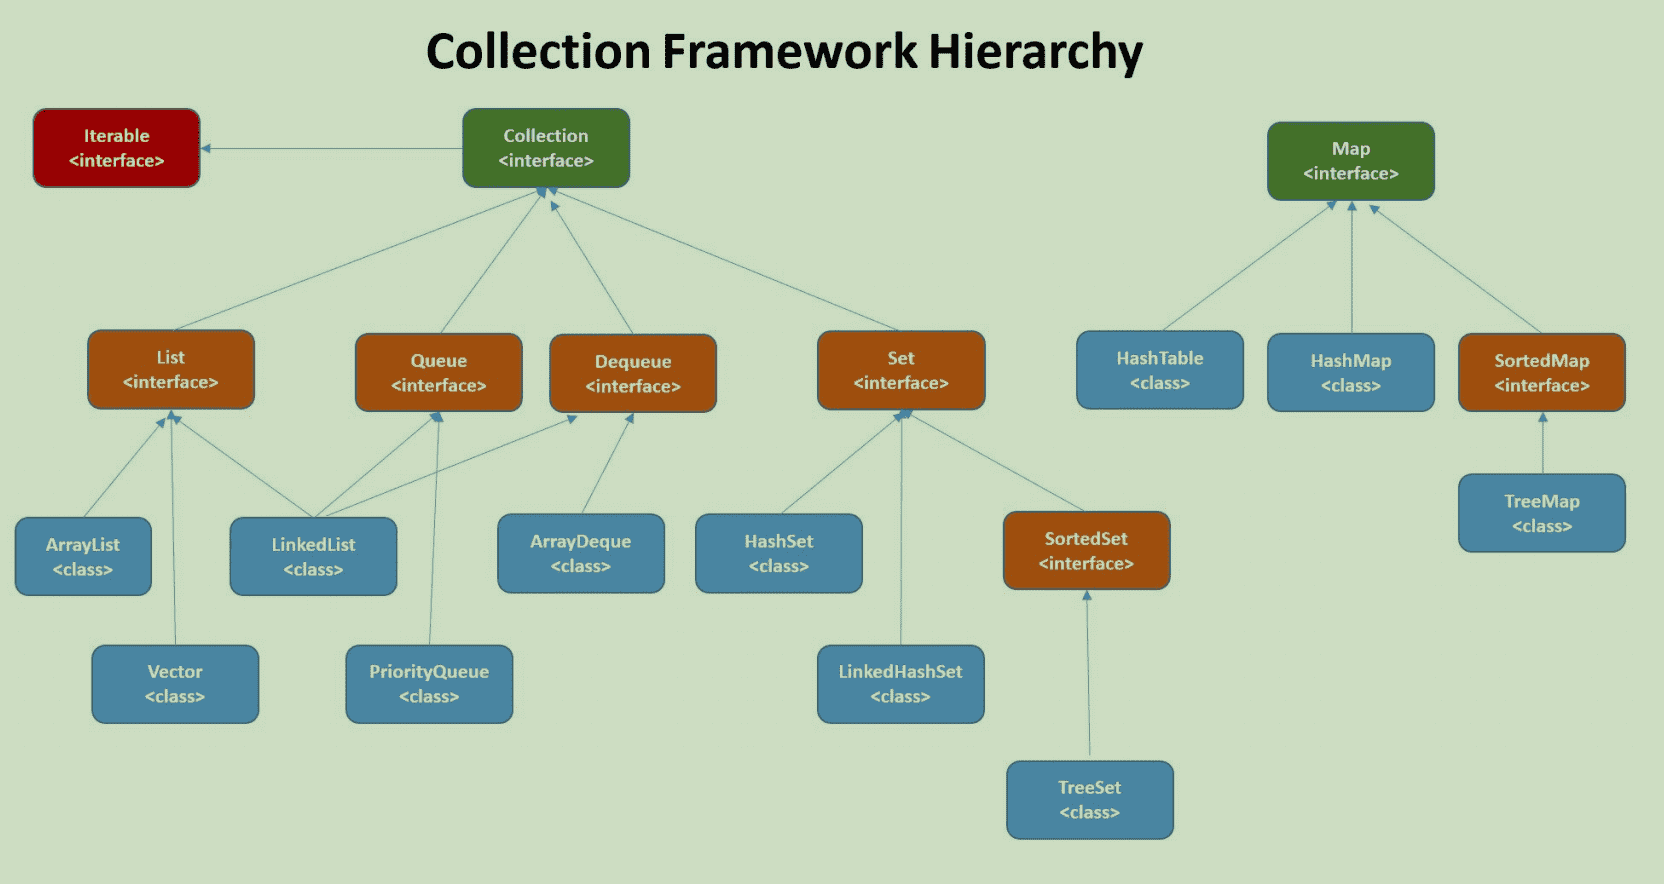 Collection Framework Hierarchy
Iterable
<interface>
Collection
<interface>
Map
<interface>
List
<interface>
Queue
<interface>
Dequeue
<interface>
Set
<interface>
HashTable
<class>
HashMap
<class>
SortedMap
<interface>
ArrayList
<class>
LinkedList
<class>
ArrayDeque
<class>
HashSet
<class>
SortedSet
<interface>
TreeMap
<class>
Vector
<class>
PriorityQueue
<class>
LinkedHashSet
<class>
TreeSet
<class>